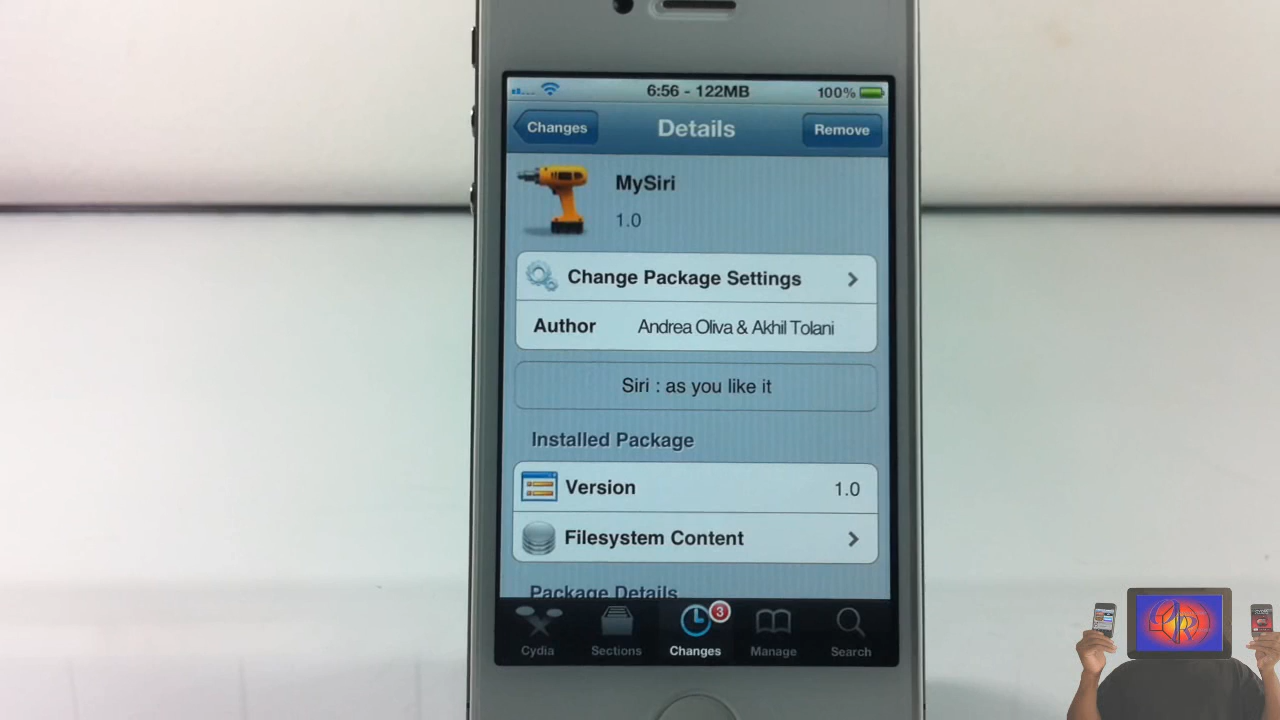 6:56 - 122MB 100%
Changes Details Remove
MySiri
1.0
Change Package Settings
Author Andrea Oliva & Akhil Tolani
Siri : as you like it
Installed Package
Version 1.0
Filesystem Content
Package Details
3
Cydia Sections Changes Manage Search